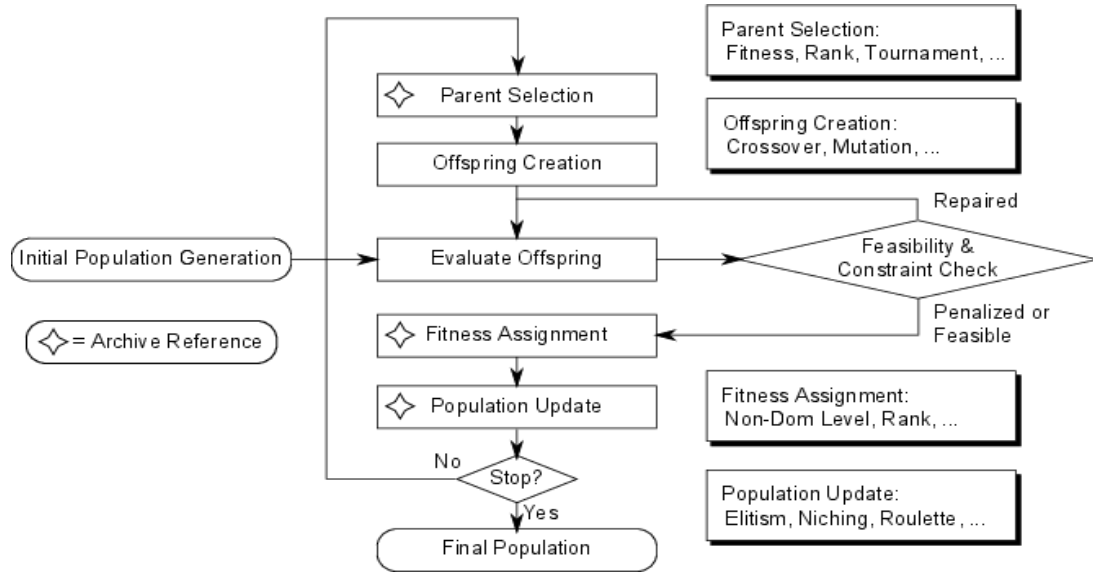 Parent Selection:
Fitness, Rank, Tournament, ...
Parent Selection
Offspring Creation:
Crossover, Mutation, ...
Offspring Creation
Repaired
Initial Population Generation
Evaluate Offspring
Feasibility &
Constraint Check
Penalized or
Feasible
= Archive Reference
Fitness Assignment
Fitness Assignment:
Non-Dom Level, Rank, ...
Population Update
No
Stop?
Yes
Population Update:
Elitism, Niching, Roulette, ...
Final Population